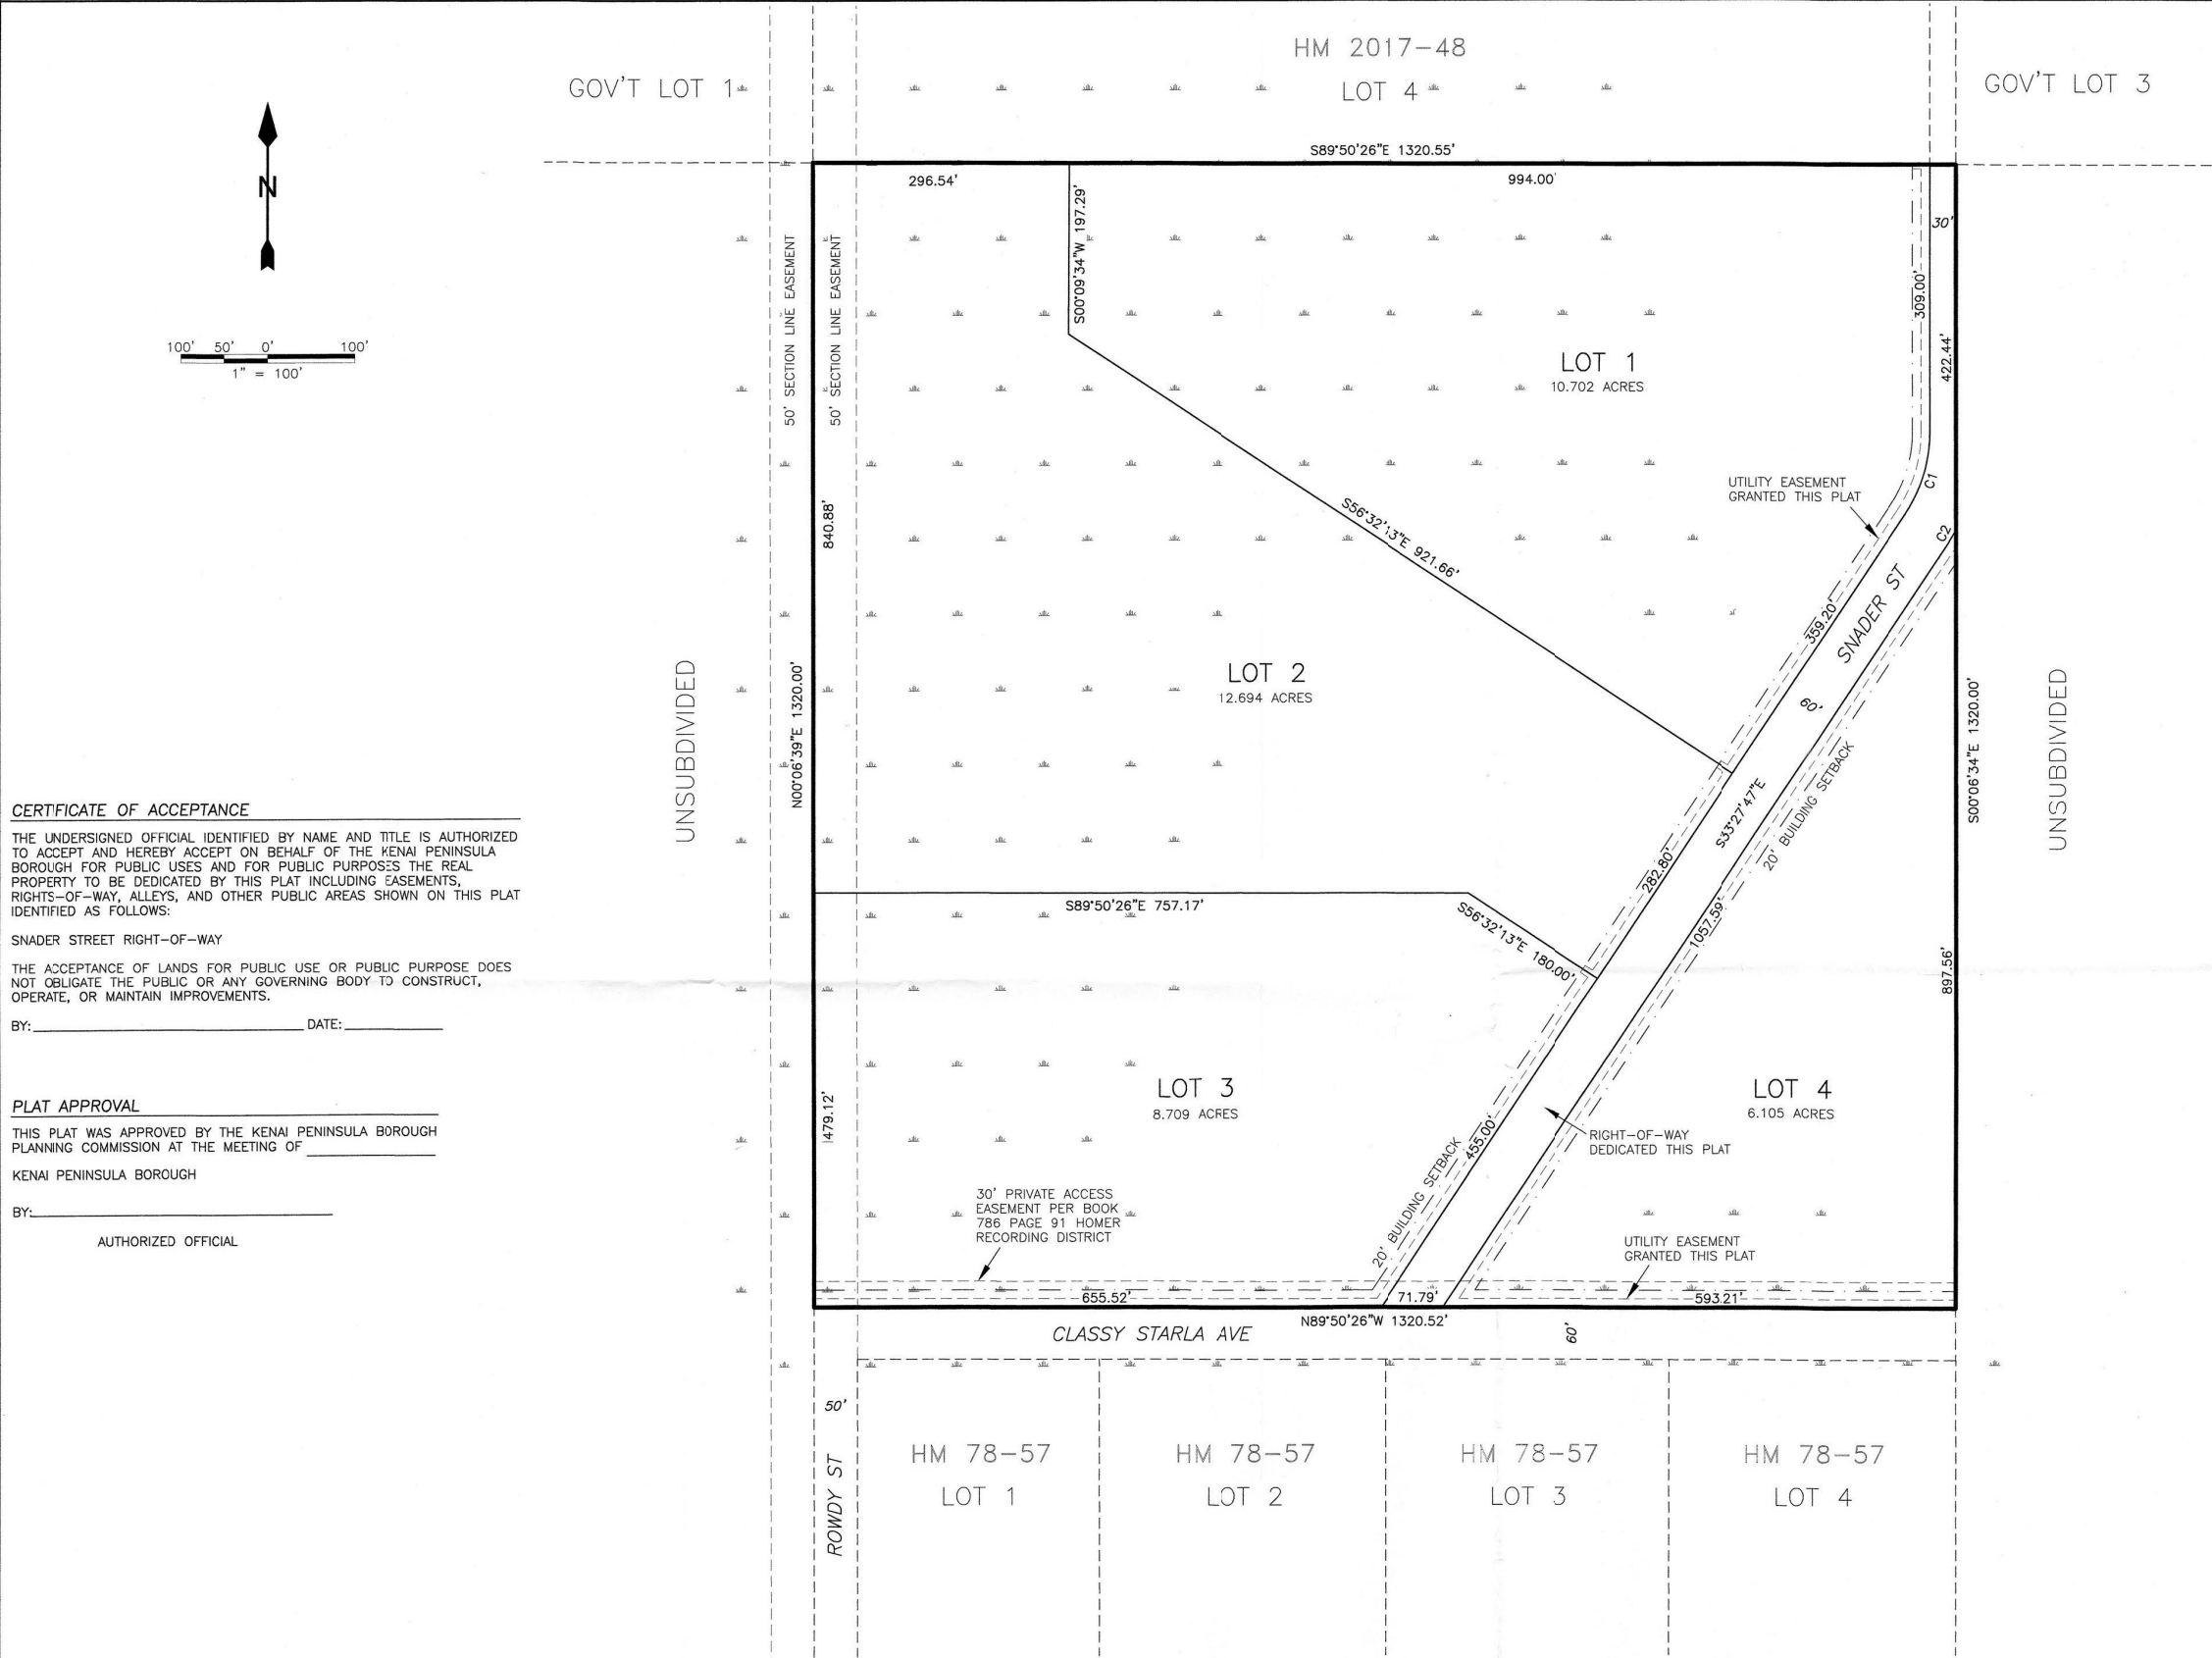 HM 2017-48
GOV'T LOT 1
LOT 4
GOV'T LOT 3
N
100' 50' 0' 100'
1" = 100'
S89°50'26"E 1320.55'
296.54'
994.00'
S00°09'34"W 197.29'
30'
309.00'
422.44'
50' SECTION LINE EASEMENT
50' SECTION LINE EASEMENT
LOT 1
10.702 ACRES
UTILITY EASEMENT
GRANTED THIS PLAT
C1
C2
840.88'
S56°32'13"E 921.66'
359.20'
SNADER ST
60'
LOT 2
12.694 ACRES
UNSUBDIVIDED
N00°06'39"E 1320.00'
S00°06'34"E 1320.00'
UNSUBDIVIDED
S33°27'47"E
20' BUILDING SETBACK
282.80'
1057.59'
S89°50'26"E 757.17'
S56°32'13"E 180.00'
897.56'
CERTIFICATE OF ACCEPTANCE
THE UNDERSIGNED OFFICIAL IDENTIFIED BY NAME AND TITLE IS AUTHORIZED
TO ACCEPT AND HEREBY ACCEPT ON BEHALF OF THE KENAI PENINSULA
BOROUGH FOR PUBLIC USES AND FOR PUBLIC PURPOSES THE REAL
PROPERTY TO BE DEDICATED BY THIS PLAT INCLUDING EASEMENTS,
RIGHTS-OF-WAY, ALLEYS, AND OTHER PUBLIC AREAS SHOWN ON THIS PLAT
IDENTIFIED AS FOLLOWS:
SNADER STREET RIGHT-OF-WAY
THE ACCEPTANCE OF LANDS FOR PUBLIC USE OR PUBLIC PURPOSE DOES
NOT OBLIGATE THE PUBLIC OR ANY GOVERNING BODY TO CONSTRUCT,
OPERATE, OR MAINTAIN IMPROVEMENTS.
BY: DATE:
PLAT APPROVAL
THIS PLAT WAS APPROVED BY THE KENAI PENINSULA BOROUGH
PLANNING COMMISSION AT THE MEETING OF
KENAI PENINSULA BOROUGH
BY:
AUTHORIZED OFFICIAL
479.12'
LOT 3
8.709 ACRES
LOT 4
6.105 ACRES
455.00'
20' BUILDING SETBACK
RIGHT-OF-WAY
DEDICATED THIS PLAT
30' PRIVATE ACCESS
EASEMENT PER BOOK
786 PAGE 91 HOMER
RECORDING DISTRICT
UTILITY EASEMENT
GRANTED THIS PLAT
655.52'
71.79'
593.21'
N89°50'26"W 1320.52'
CLASSY STARLA AVE
60'
50'
ROWDY ST
HM 78-57
LOT 1
HM 78-57
LOT 2
HM 78-57
LOT 3
HM 78-57
LOT 4